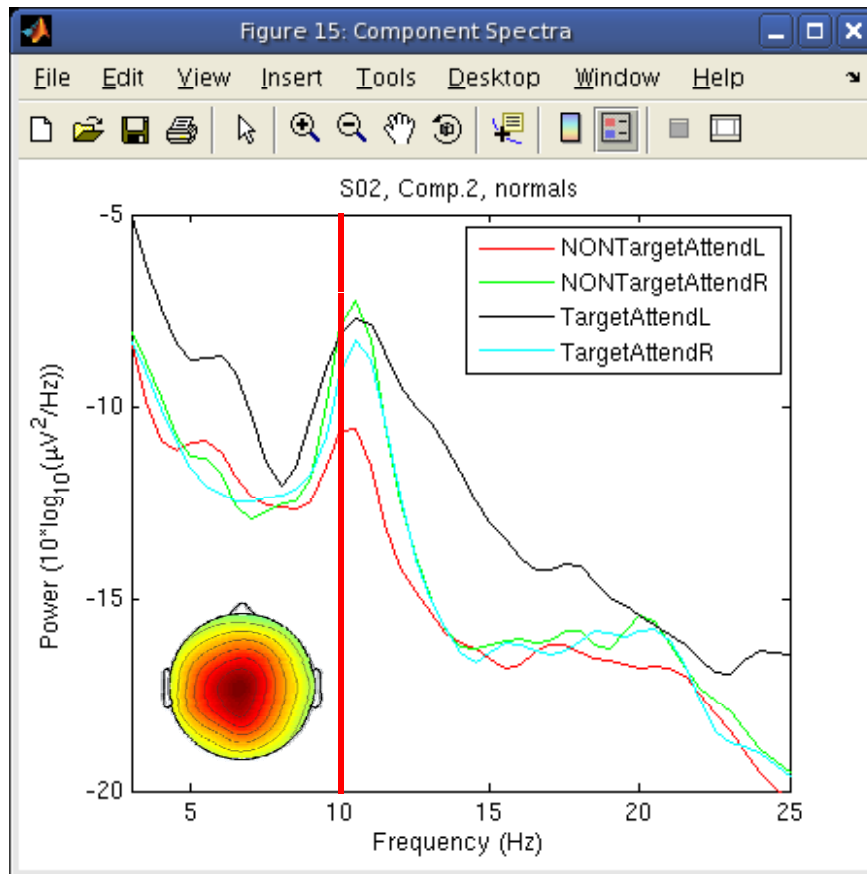 Figure 15: Component Spectra
File Edit View Insert Tools Desktop Window Help
S02, Comp.2, normals
-5
-10
-15
-20
5
10
15
20
25
Power (10*log10(µV²/Hz))
Frequency (Hz)
NONTargetAttendL
NONTargetAttendR
TargetAttendL
TargetAttendR